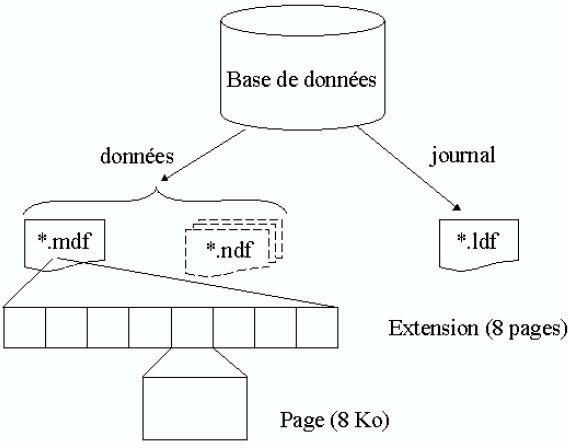 Base de données
données
journal
*.mdf
*.ndf
*.ldf
Extension (8 pages)
Page (8 Ko)